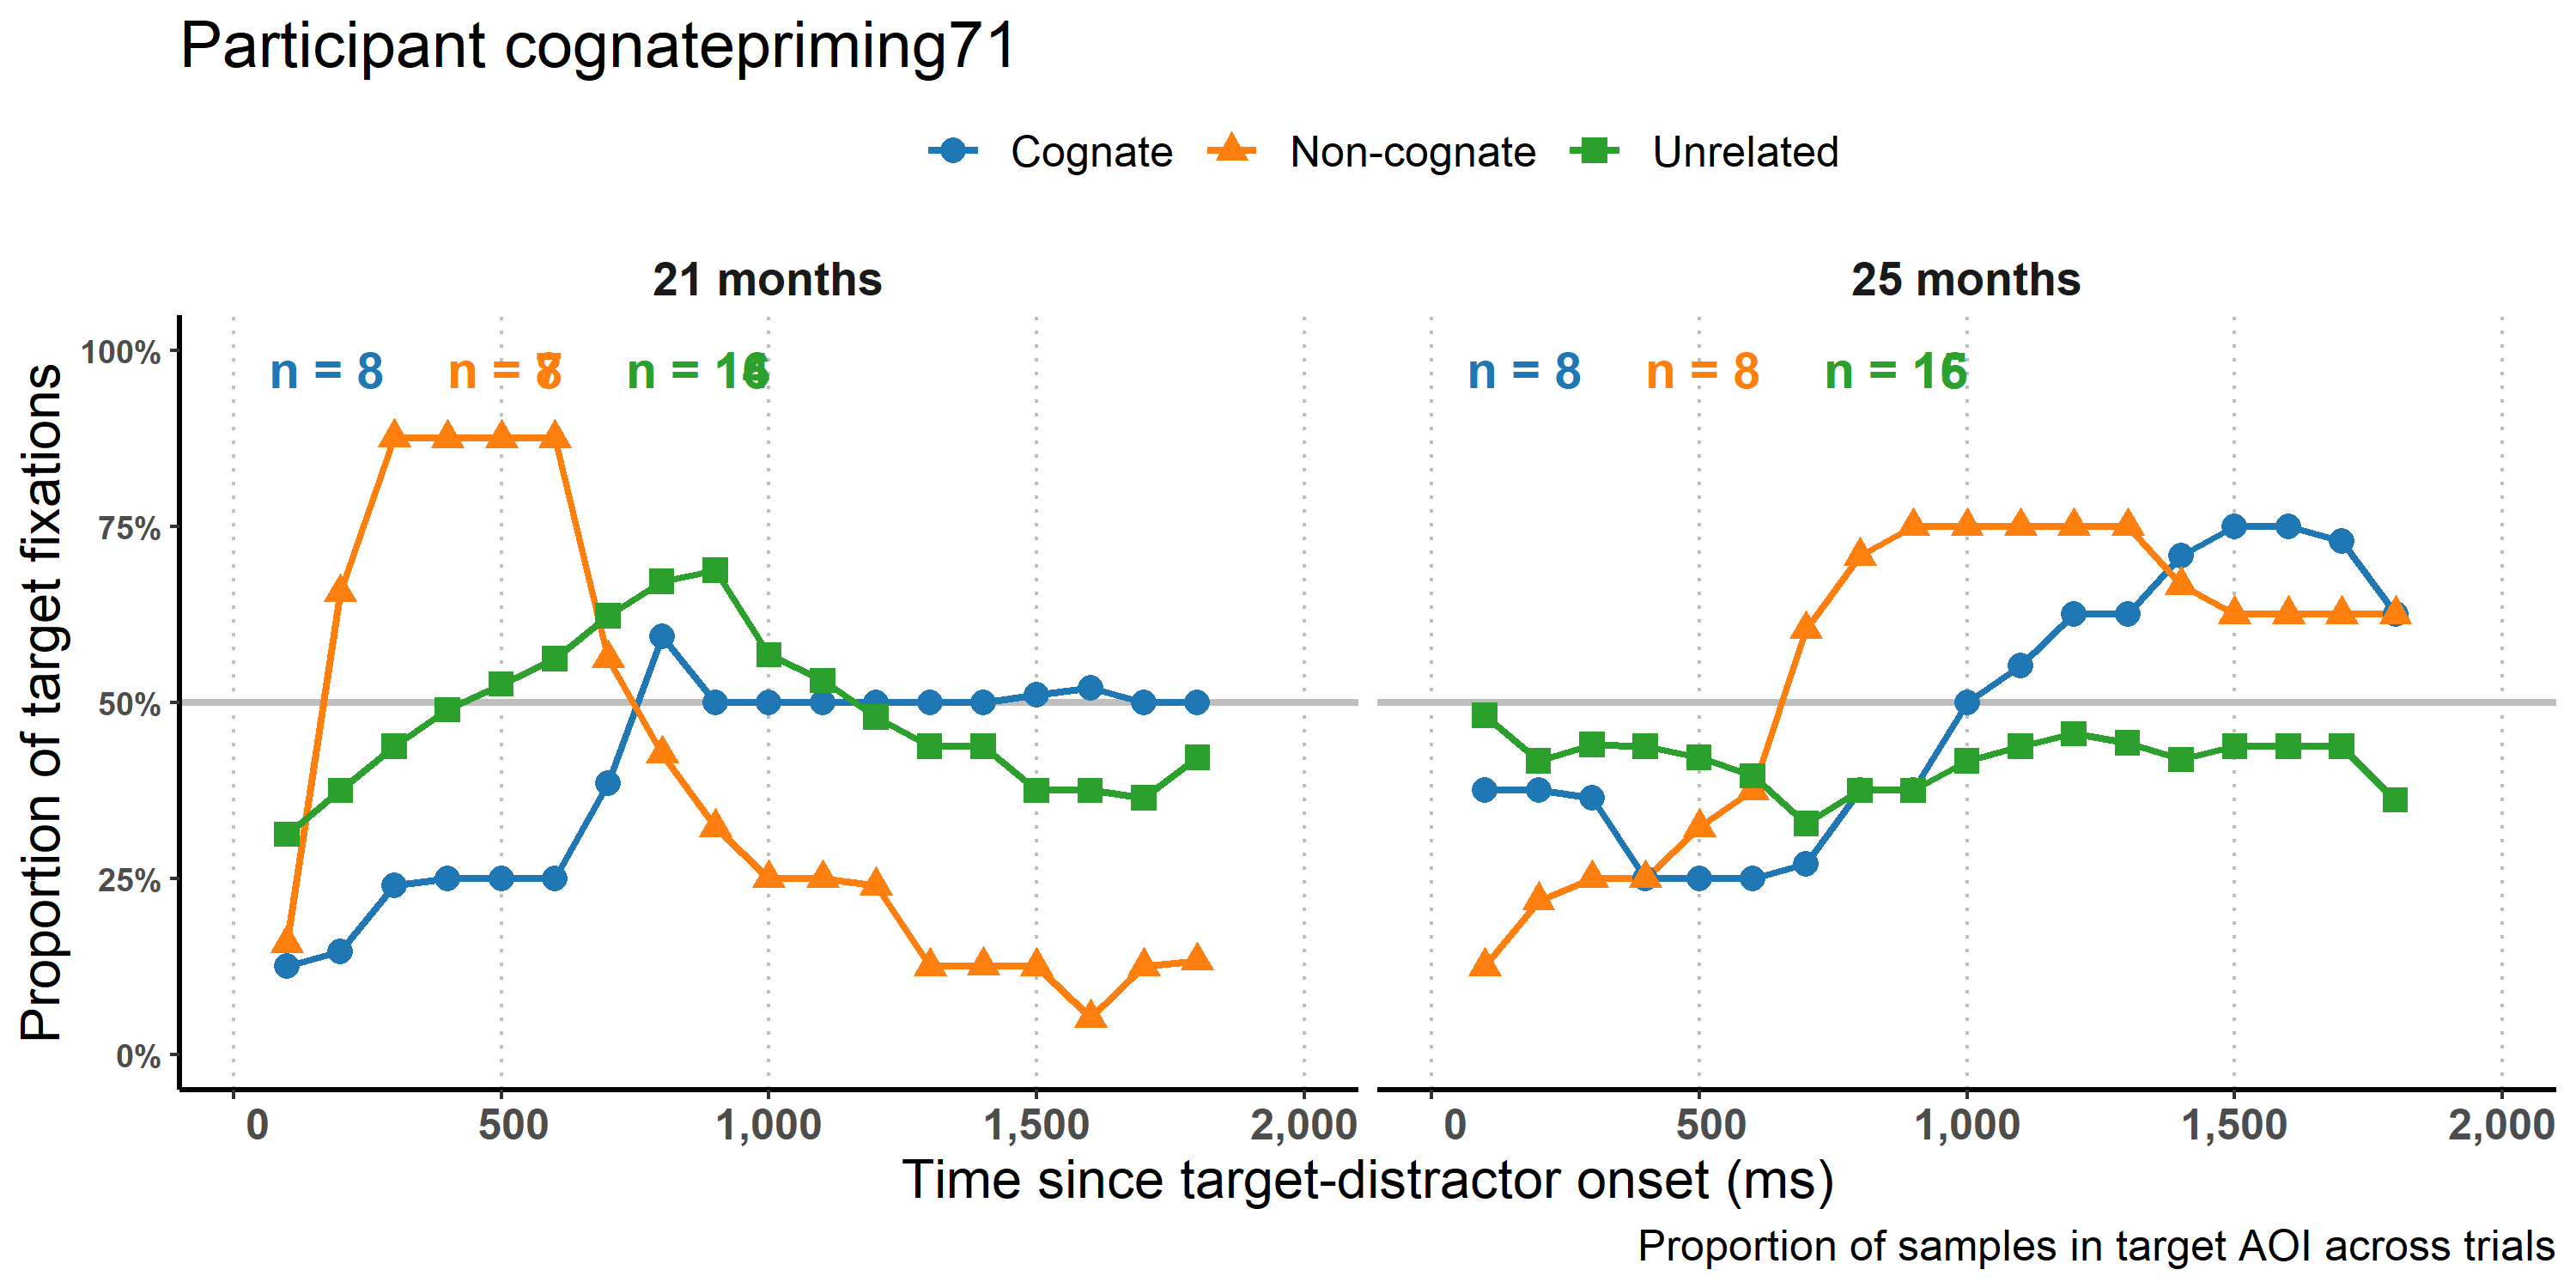 Participant cognatepriming71
Cognate Non-cognate Unrelated
21 months 25 months
100% n = 8 n = n = n = 8 n = 8 n =
75%
50%
25%
0%
Proportion of target fixations
0 500 1,000 1,500 2,000 0 500 1,000 1,500 2,000
Time since target-distractor onset (ms)
Proportion of samples in target AOI across trials